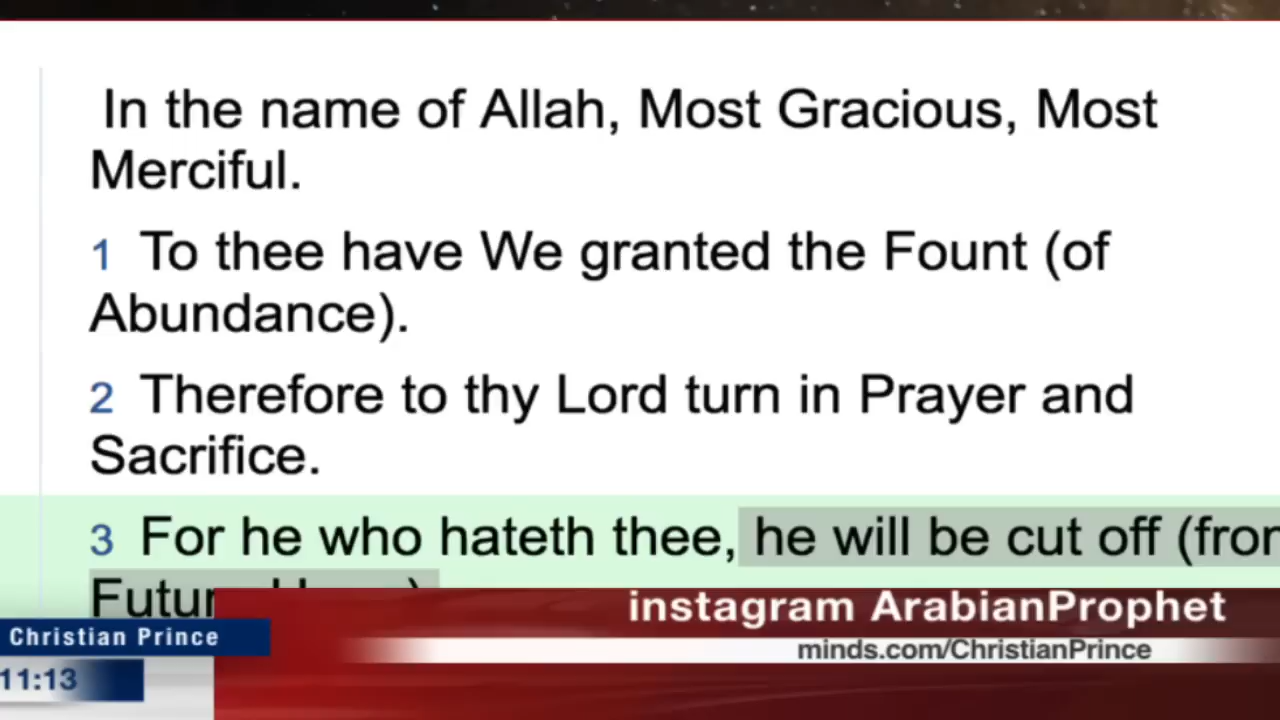 In the name of Allah, Most Gracious, Most
Merciful.
1 To thee have We granted the Fount (of
Abundance).
2 Therefore to thy Lord turn in Prayer and
Sacrifice.
3 For he who hateth thee, he will be cut off
instagram ArabianProphet
Christian Prince
minds.com/ChristianPrince
11:13